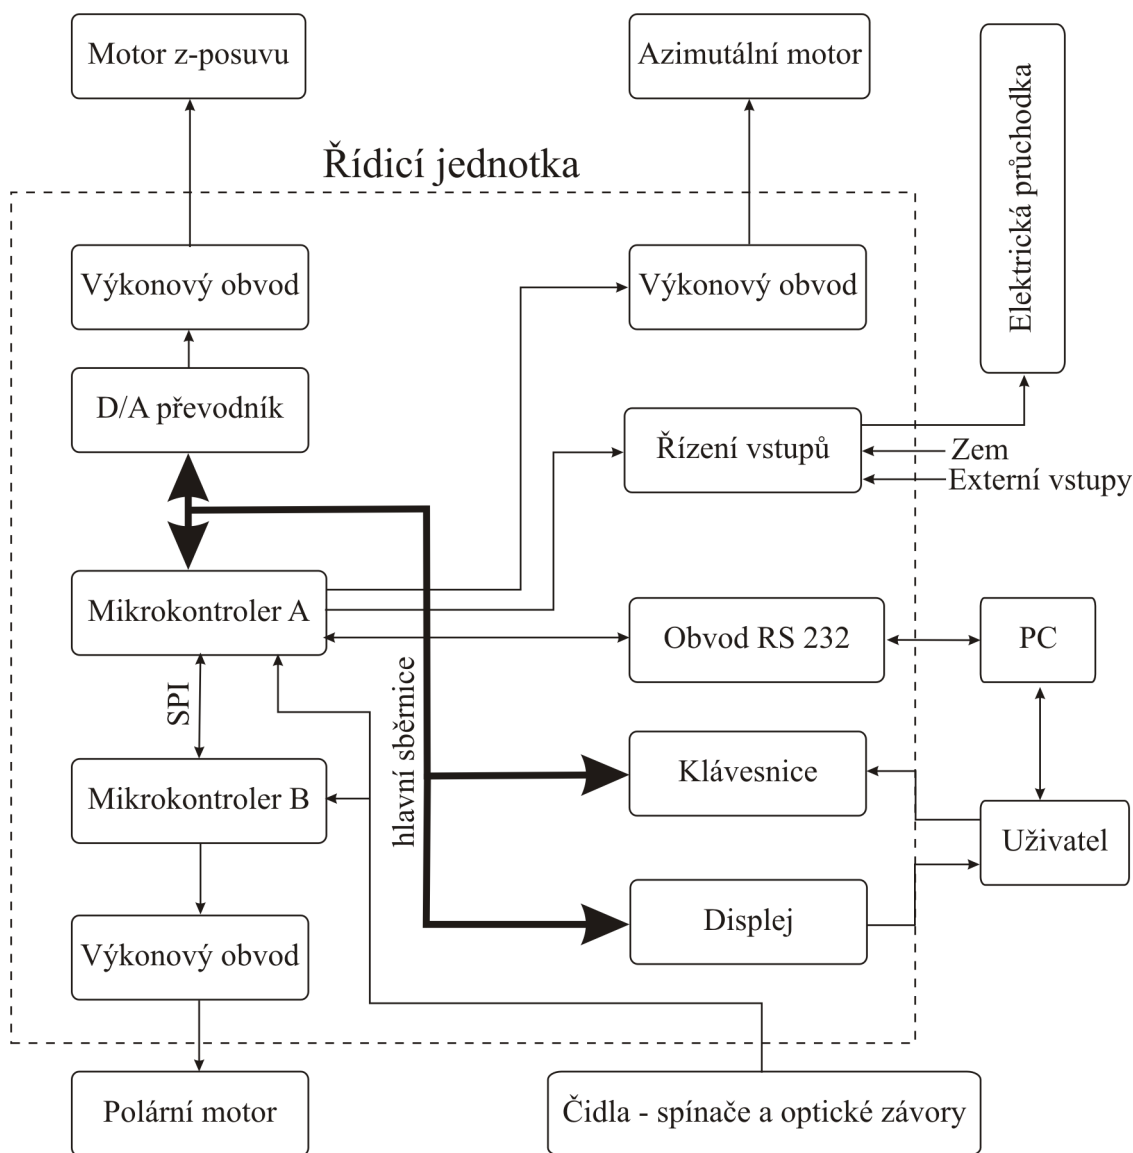 Motor z-posuvu
Azimutální motor
Elektrická průchodka
Řídicí jednotka
Výkonový obvod
Výkonový obvod
D/A převodník
Řízení vstupů
Zem
Externí vstupy
Mikrokontroler A
Obvod RS 232
PC
SPI
hlavní sběrnice
Mikrokontroler B
Klávesnice
Uživatel
Výkonový obvod
Displej
Polární motor
Čidla - spínače a optické závory